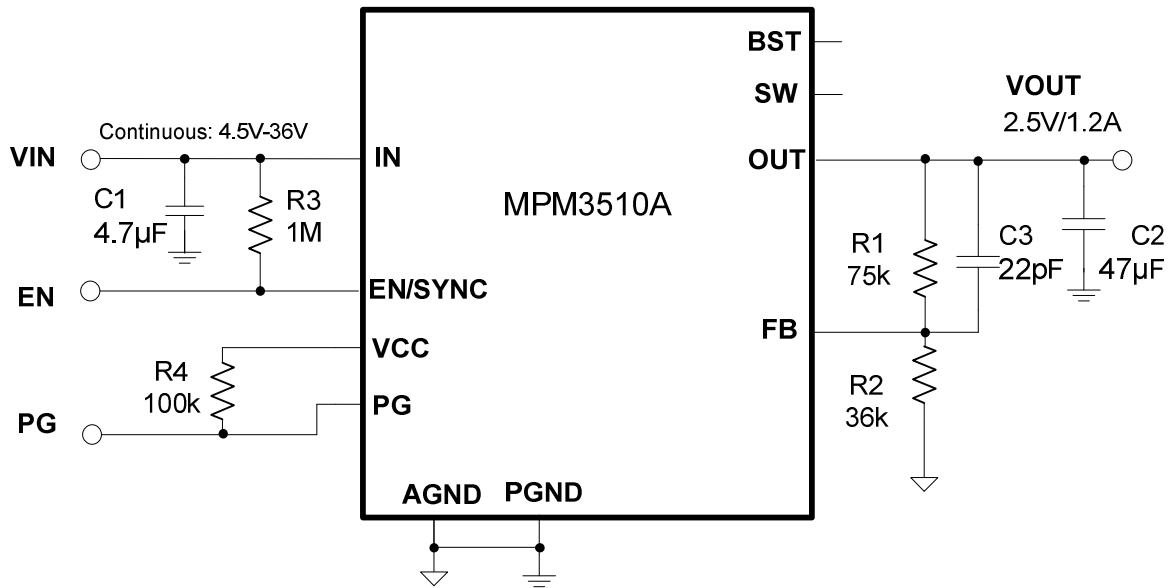 BST
SW
VOUT
2.5V/1.2A
Continuous: 4.5V-36V
VIN
IN
OUT
MPM3510A
C1
4.7µF
R3
1M
R1
75k
C3
22pF
C2
47µF
EN
EN/SYNC
FB
VCC
R4
100k
R2
36k
PG
PG
AGND
PGND